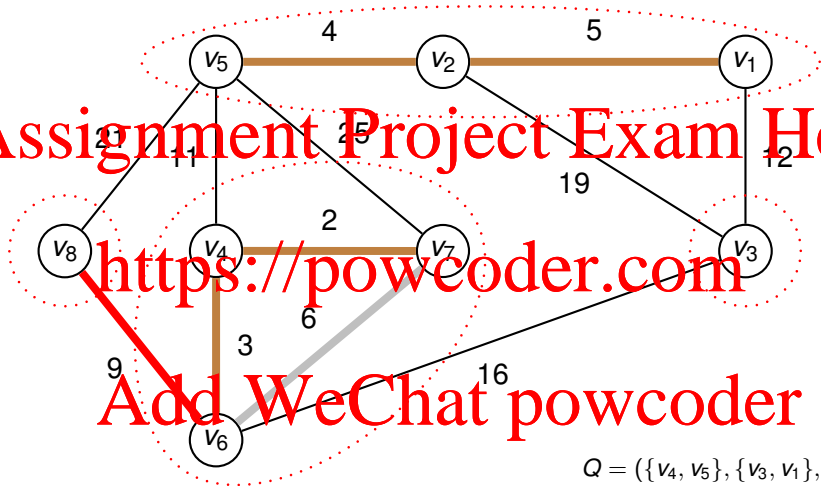 4 5
v5 v2 v1
Assignment Project Exam He
21 11 25 12
19
2
v8 v4 v7 v3
https://powcoder.com
6
3
9 16
Add WeChat powcoder
v6
Q = ({v4, v5}, {v3, v1},